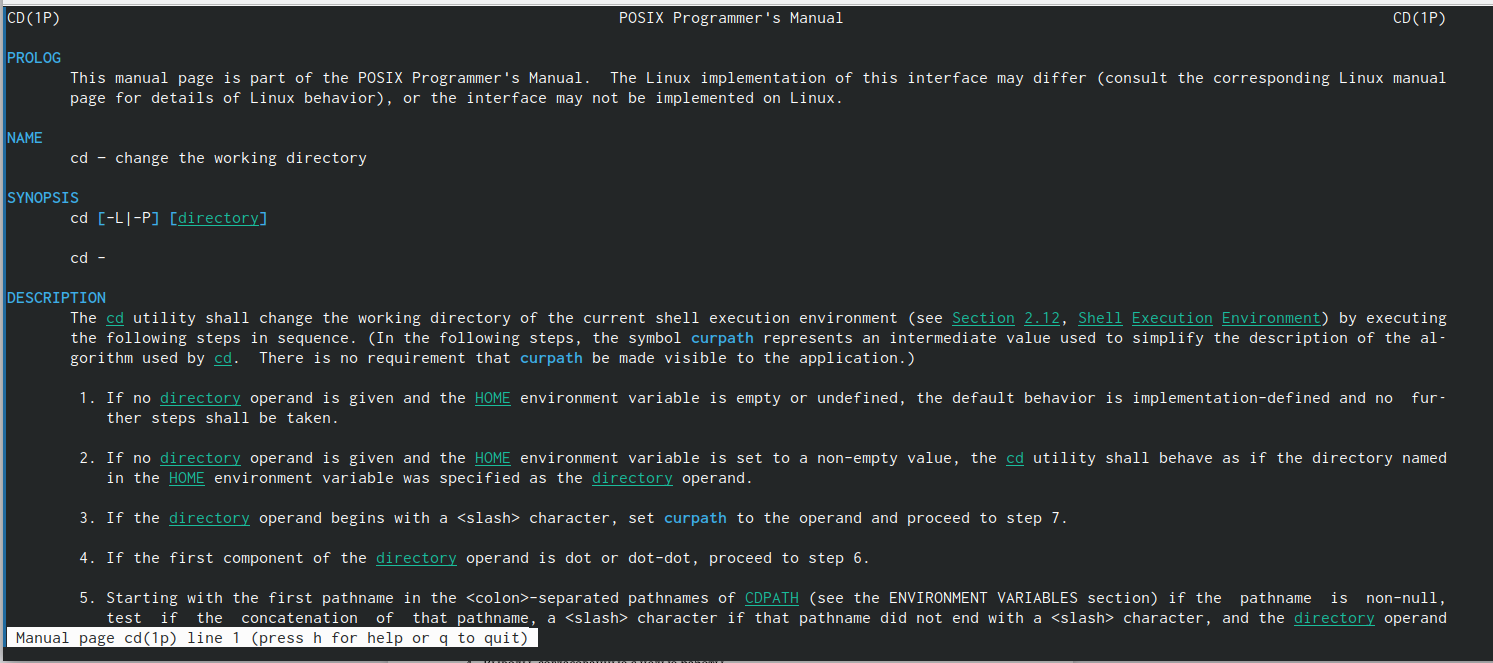 CD(1P) POSIX Programmer's Manual CD(1P)
PROLOG
This manual page is part of the POSIX Programmer's Manual. The Linux implementation of this interface may differ (consult the corresponding Linux manual
page for details of Linux behavior), or the interface may not be implemented on Linux.
NAME
cd – change the working directory
SYNOPSIS
cd [-L|-P] [directory]
cd -
DESCRIPTION
The cd utility shall change the working directory of the current shell execution environment (see Section 2.12, Shell Execution Environment) by executing
the following steps in sequence. (In the following steps, the symbol curpath represents an intermediate value used to simplify the description of the al-
gorithm used by cd. There is no requirement that curpath be made visible to the application.)
1. If no directory operand is given and the HOME environment variable is empty or undefined, the default behavior is implementation-defined and no fur-
ther steps shall be taken.
2. If no directory operand is given and the HOME environment variable is set to a non-empty value, the cd utility shall behave as if the directory named
in the HOME environment variable was specified as the directory operand.
3. If the directory operand begins with a <slash> character, set curpath to the operand and proceed to step 7.
4. If the first component of the directory operand is dot or dot-dot, proceed to step 6.
5. Starting with the first pathname in the <colon>-separated pathnames of CDPATH (see the ENVIRONMENT VARIABLES section) if the pathname is non-null,
test if the concatenation of that pathname, a <slash> character if that pathname did not end with a <slash> character, and the directory operand
Manual page cd(1p) line 1 (press h for help or q to quit)